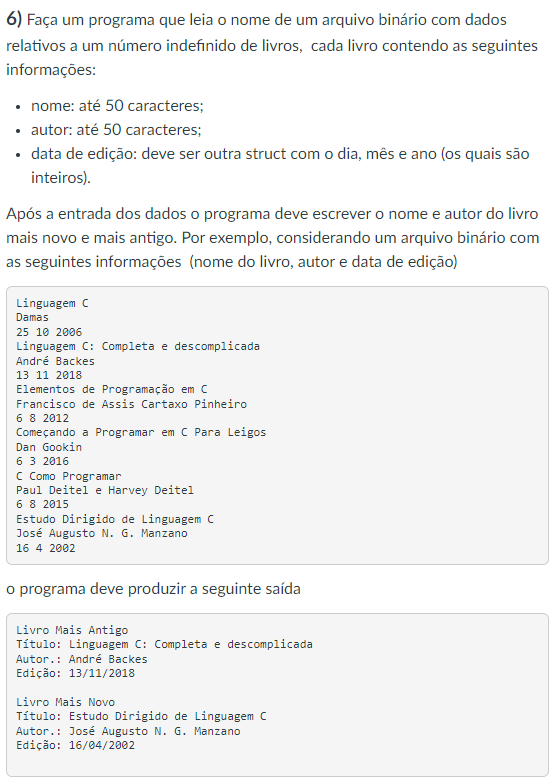 6) Faça um programa que leia o nome de um arquivo binário com dados
relativos a um número indefinido de livros, cada livro contendo as seguintes
informações:
• nome: até 50 caracteres;
• autor: até 50 caracteres;
• data de edição: deve ser outra struct com o dia, mês e ano (os quais são
inteiros).
Após a entrada dos dados o programa deve escrever o nome e autor do livro
mais novo e mais antigo. Por exemplo, considerando um arquivo binário com
as seguintes informações (nome do livro, autor e data de edição)
Linguagem C
Damas
25 10 2006
Linguagem C: Completa e descomplicada
André Backes
13 11 2018
Elementos de Programação em C
Francisco de Assis Cartaxo Pinheiro
6 8 2012
Começando a Programar em C Para Leigos
Dan Gookin
6 3 2016
C Como Programar
Paul Deitel e Harvey Deitel
6 8 2015
Estudo Dirigido de Linguagem C
José Augusto N. G. Manzano
16 4 2002
o programa deve produzir a seguinte saída
Livro Mais Antigo
Título: Linguagem C: Completa e descomplicada
Autor.: André Backes
Edição: 13/11/2018
Livro Mais Novo
Título: Estudo Dirigido de Linguagem C
Autor.: José Augusto N. G. Manzano
Edição: 16/04/2002